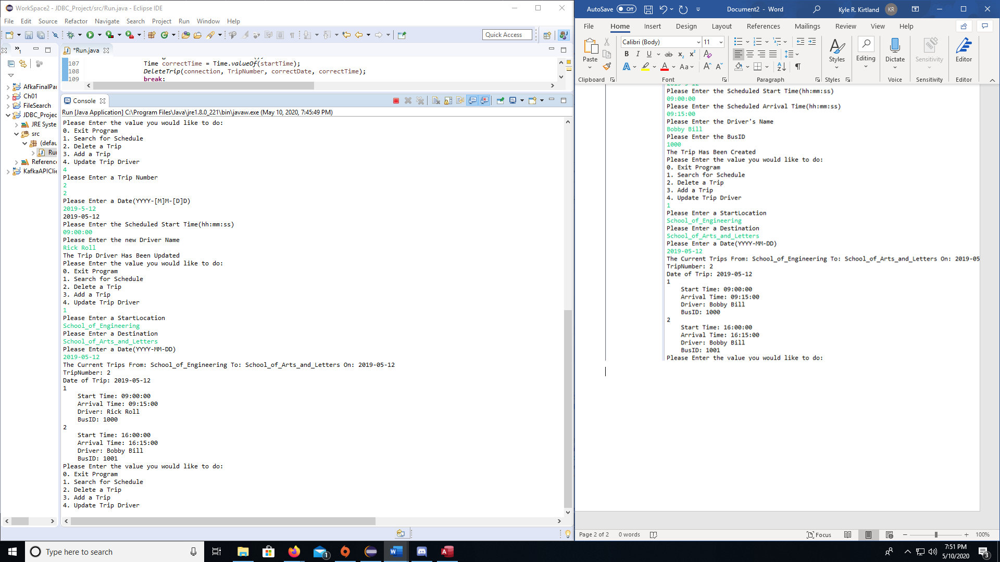 WorkSpace2 - JDBC_Project/src/Run.java - Eclipse IDE
File Edit Source Refactor Navigate Search Project Run Window Help
Quick Access
*Run.java
107 Time correctTime = Time.valueOf(startTime);
108 DeleteTrip(connection, TripNumber, correctDate, correctTime);
109 break;
AfkaFinalPar
Ch01
FileSearch
JDBC_Projec
JRE Syste
src
(defau
Run
Referenc
KafkaAPIClie
Console
Run [Java Application] C:\Program Files\Java\jre1.8.0_221\bin\javaw.exe (May 10, 2020, 7:45:49 PM)
Please Enter the value you would like to do:
0. Exit Program
1. Search for Schedule
2. Delete a Trip
3. Add a Trip
4. Update Trip Driver
4
Please Enter a Trip Number
2
2
Please Enter a Date(YYYY-[M]M-[D]D)
2019-5-12
2019-05-12
Please Enter the Scheduled Start Time(hh:mm:ss)
09:00:00
Please Enter the new Driver Name
Rick Roll
The Trip Driver Has Been Updated
Please Enter the value you would like to do:
0. Exit Program
1. Search for Schedule
2. Delete a Trip
3. Add a Trip
4. Update Trip Driver
1
Please Enter a StartLocation
School_of_Engineering
Please Enter a Destination
School_of_Arts_and_Letters
Please Enter a Date(YYYY-MM-DD)
2019-05-12
The Current Trips From: School_of_Engineering To: School_of_Arts_and_Letters On: 2019-05-12
TripNumber: 2
Date of Trip: 2019-05-12
1
Start Time: 09:00:00
Arrival Time: 09:15:00
Driver: Rick Roll
BusID: 1000
2
Start Time: 16:00:00
Arrival Time: 16:15:00
Driver: Bobby Bill
BusID: 1001
Please Enter the value you would like to do:
0. Exit Program
1. Search for Schedule
2. Delete a Trip
3. Add a Trip
4. Update Trip Driver
AutoSave Off Document2 - Word Kyle R. Kirtland KR
File Home Insert Design Layout References Mailings Review View Help
Calibri (Body) 11
Paste Styles Editing Dictate Sensitivity Editor
Clipboard Font Paragraph Styles Voice Sensitivity Editor
Please Enter the Scheduled Start Time(hh:mm:ss)
09:00:00
Please Enter the Scheduled Arrival Time(hh:mm:ss)
09:15:00
Please Enter the Driver's Name
Bobby Bill
Please Enter the BusID
1000
The Trip Has Been Created
Please Enter the value you would like to do:
0. Exit Program
1. Search for Schedule
2. Delete a Trip
3. Add a Trip
4. Update Trip Driver
1
Please Enter a StartLocation
School_of_Engineering
Please Enter a Destination
School_of_Arts_and_Letters
Please Enter a Date(YYYY-MM-DD)
2019-05-12
The Current Trips From: School_of_Engineering To: School_of_Arts_and_Letters On: 2019-05
TripNumber: 2
Date of Trip: 2019-05-12
1
Start Time: 09:00:00
Arrival Time: 09:15:00
Driver: Bobby Bill
BusID: 1000
2
Start Time: 16:00:00
Arrival Time: 16:15:00
Driver: Bobby Bill
BusID: 1001
Please Enter the value you would like to do:
Page 2 of 2 0 words Focus 100%
Type here to search
7:51 PM
5/10/2020